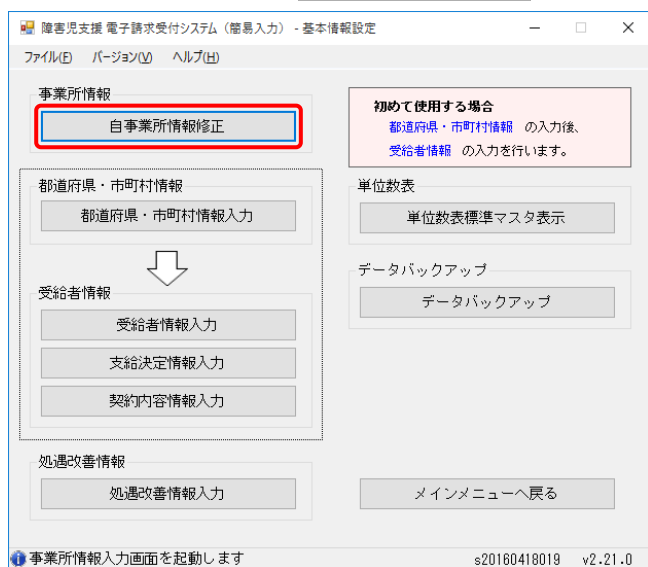 障害児支援 電子請求受付システム（簡易入力） - 基本情報設定
ファイル(F) バージョン(V) ヘルプ(H)
事業所情報
自事業所情報修正
初めて使用する場合
都道府県・市町村情報 の入力後、
受給者情報 の入力を行います。
都道府県・市町村情報
都道府県・市町村情報入力
単位数表
単位数表標準マスタ表示
データバックアップ
データバックアップ
受給者情報
受給者情報入力
支給決定情報入力
契約内容情報入力
処遇改善情報
処遇改善情報入力
メインメニューへ戻る
事業所情報入力画面を起動します
s20160418019 v2.21.0